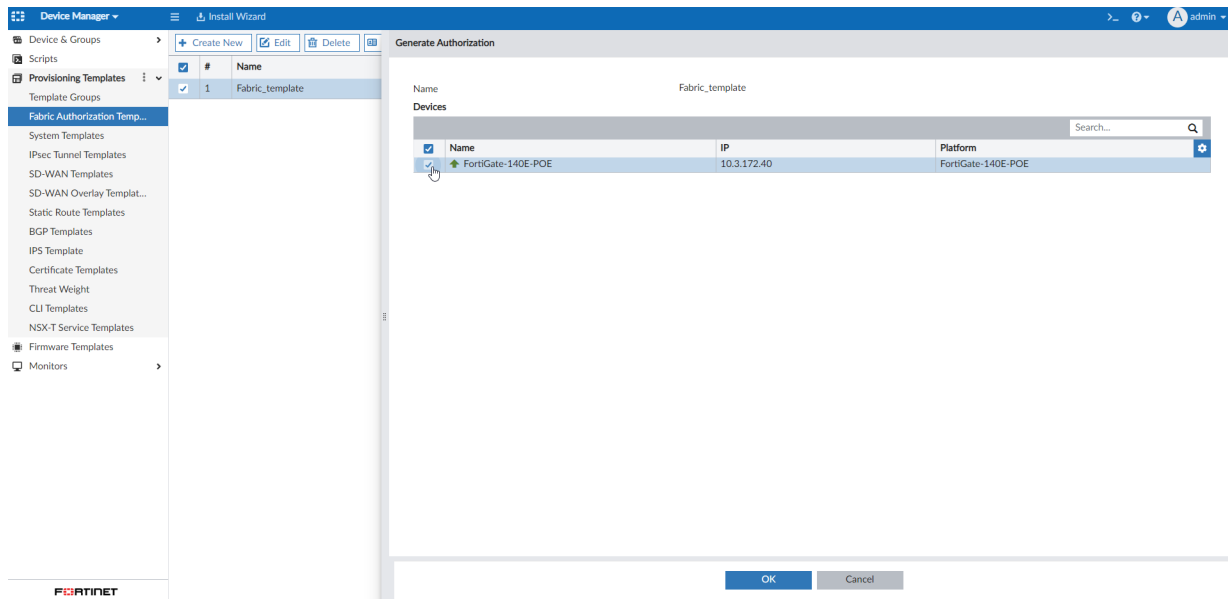 Device Manager
Install Wizard
>_
?
A admin
Device & Groups
Scripts
Provisioning Templates
Template Groups
Fabric Authorization Temp...
System Templates
IPsec Tunnel Templates
SD-WAN Templates
SD-WAN Overlay Templat...
Static Route Templates
BGP Templates
IPS Template
Certificate Templates
Threat Weight
CLI Templates
NSX-T Service Templates
Firmware Templates
Monitors
FORTINET
+ Create New Edit Delete
# Name
1 Fabric_template
Generate Authorization
Name Fabric_template
Devices
Search...
Name IP Platform
FortiGate-140E-POE 10.3.172.40 FortiGate-140E-POE
OK Cancel